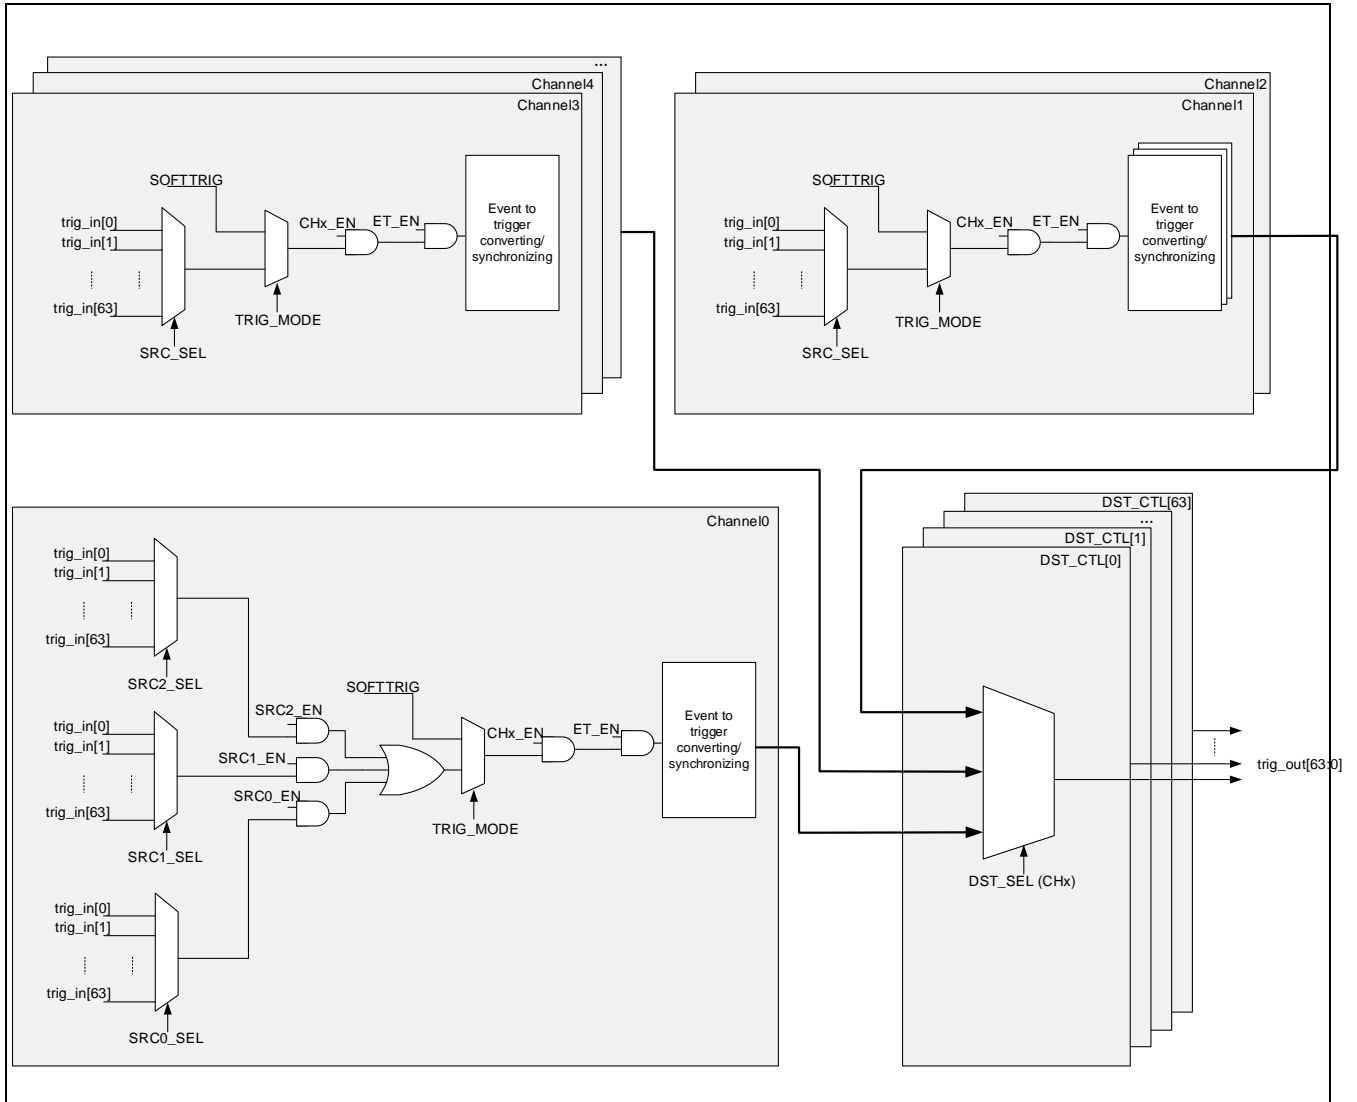 ...
Channel4
Channel3
SOFTTRIG
trig_in[0]
trig_in[1]
trig_in[63]
SRC_SEL
TRIG_MODE
CHx_EN
ET_EN
Event to
trigger
converting/
synchronizing
Channel2
Channel1
SOFTTRIG
trig_in[0]
trig_in[1]
trig_in[63]
SRC_SEL
TRIG_MODE
CHx_EN
ET_EN
Event to
trigger
converting/
synchronizing
Channel0
trig_in[0]
trig_in[1]
trig_in[63]
SRC2_SEL
trig_in[0]
trig_in[1]
trig_in[63]
SRC1_SEL
trig_in[0]
trig_in[1]
trig_in[63]
SRC0_SEL
SRC2_EN
SRC1_EN
SRC0_EN
SOFTTRIG
TRIG_MODE
CHx_EN
ET_EN
Event to
trigger
converting/
synchronizing
DST_CTL[63]
...
DST_CTL[1]
DST_CTL[0]
DST_SEL (CHx)
trig_out[63:0]